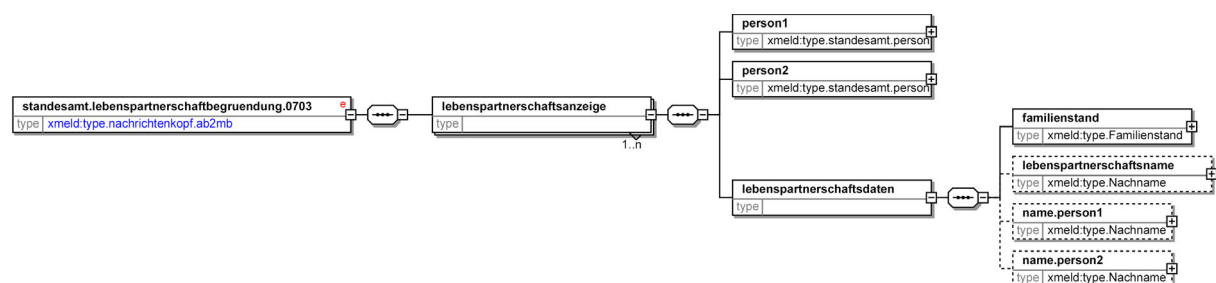 person1
type xmeld:type.standesamt.person
person2
type xmeld:type.standesamt.person
standesamt.lebenspartnerschaftbegruendung.0703 e
type xmeld:type.nachrichtenkopf.ab2mb
lebenspartnerschaftsanzeige
type
1..n
lebenspartnerschaftsdaten
type
familienstand
type xmeld:type.Familienstand
lebenspartnerschaftsname
type xmeld:type.Nachname
name.person1
type xmeld:type.Nachname
name.person2
type xmeld:type.Nachname